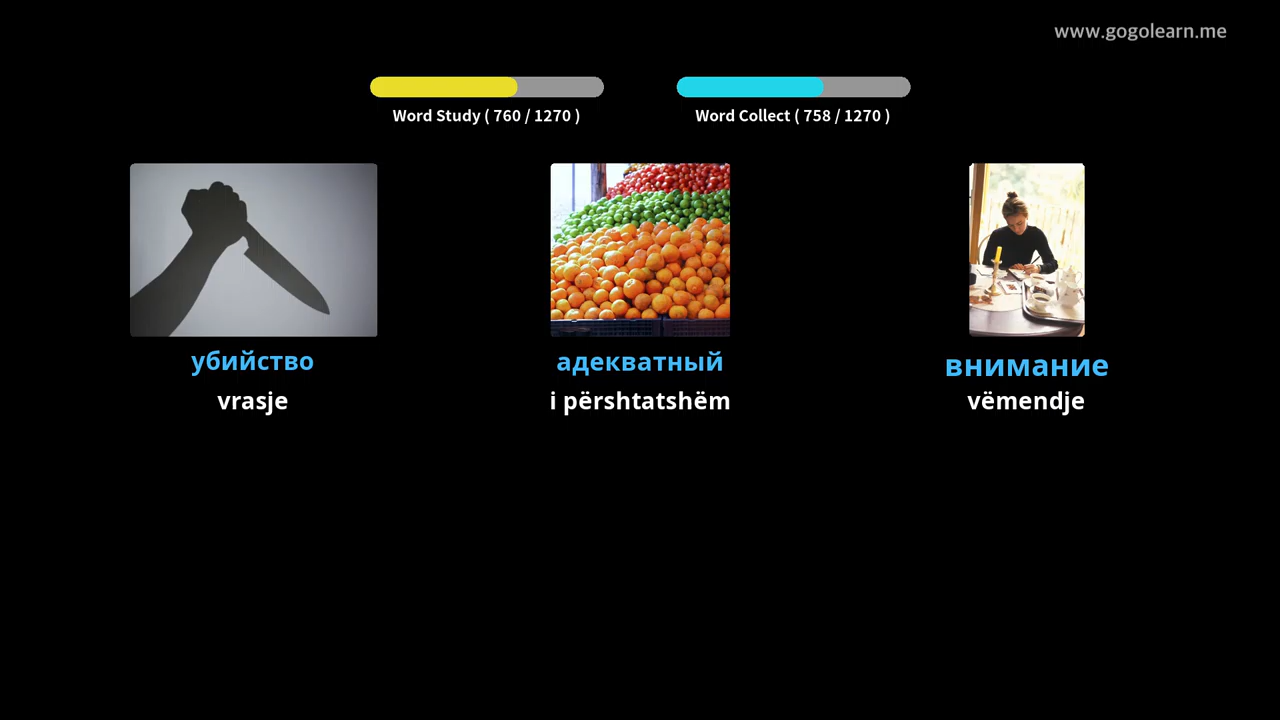 www.gogolearn.me
Word Study ( 760 / 1270 )
Word Collect ( 758 / 1270 )
убийство
адекватный
внимание
vrasje
i përshtatshëm
vëmendje